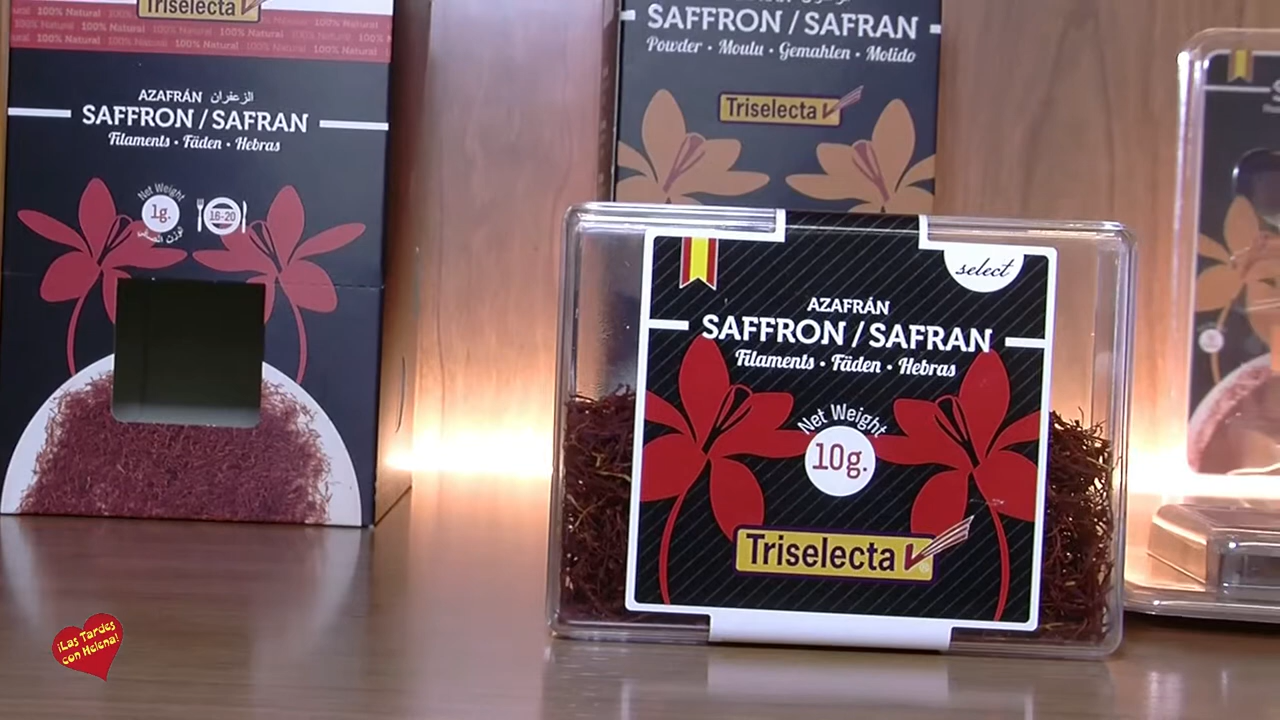 Triselecta
100% Natural
100% Natural
100% Natural
AZAFRÁN الزعفران
SAFFRON / SAFRAN
Filaments • Fäden • Hebras
Net Weight
1g.
الوزن الصافي
16-20
SAFFRON / SAFRAN
Powder • Moulu • Gemahlen • Molido
Triselecta
select
AZAFRÁN
SAFFRON / SAFRAN
Filaments • Fäden • Hebras
Net Weight
10g.
Triselecta
¡Las Tardes
con Helena!